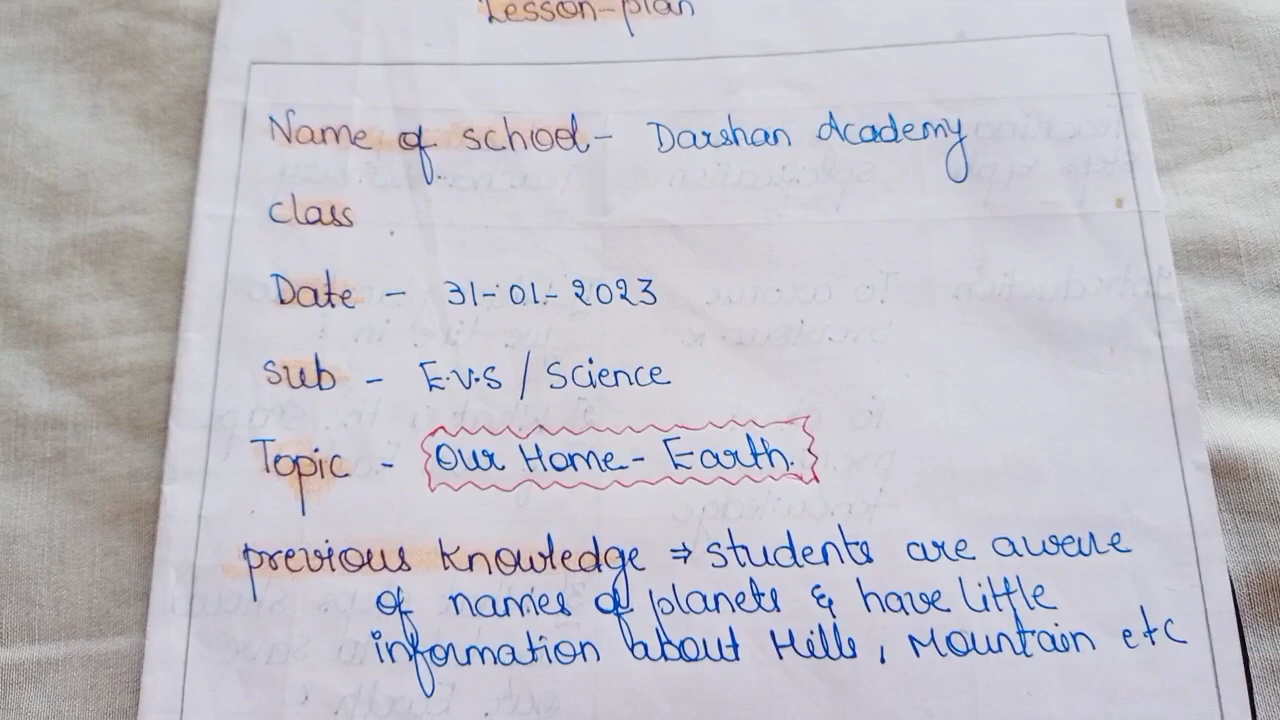 Lesson-plan
Name of school- Darshan Academy
class
Date - 31-01-2023
sub - E.V.S / Science
Topic - Our Home- Earth.
previous knowledge ⇒ students are aware
of names of planets & have little
information about Hills, Mountain etc